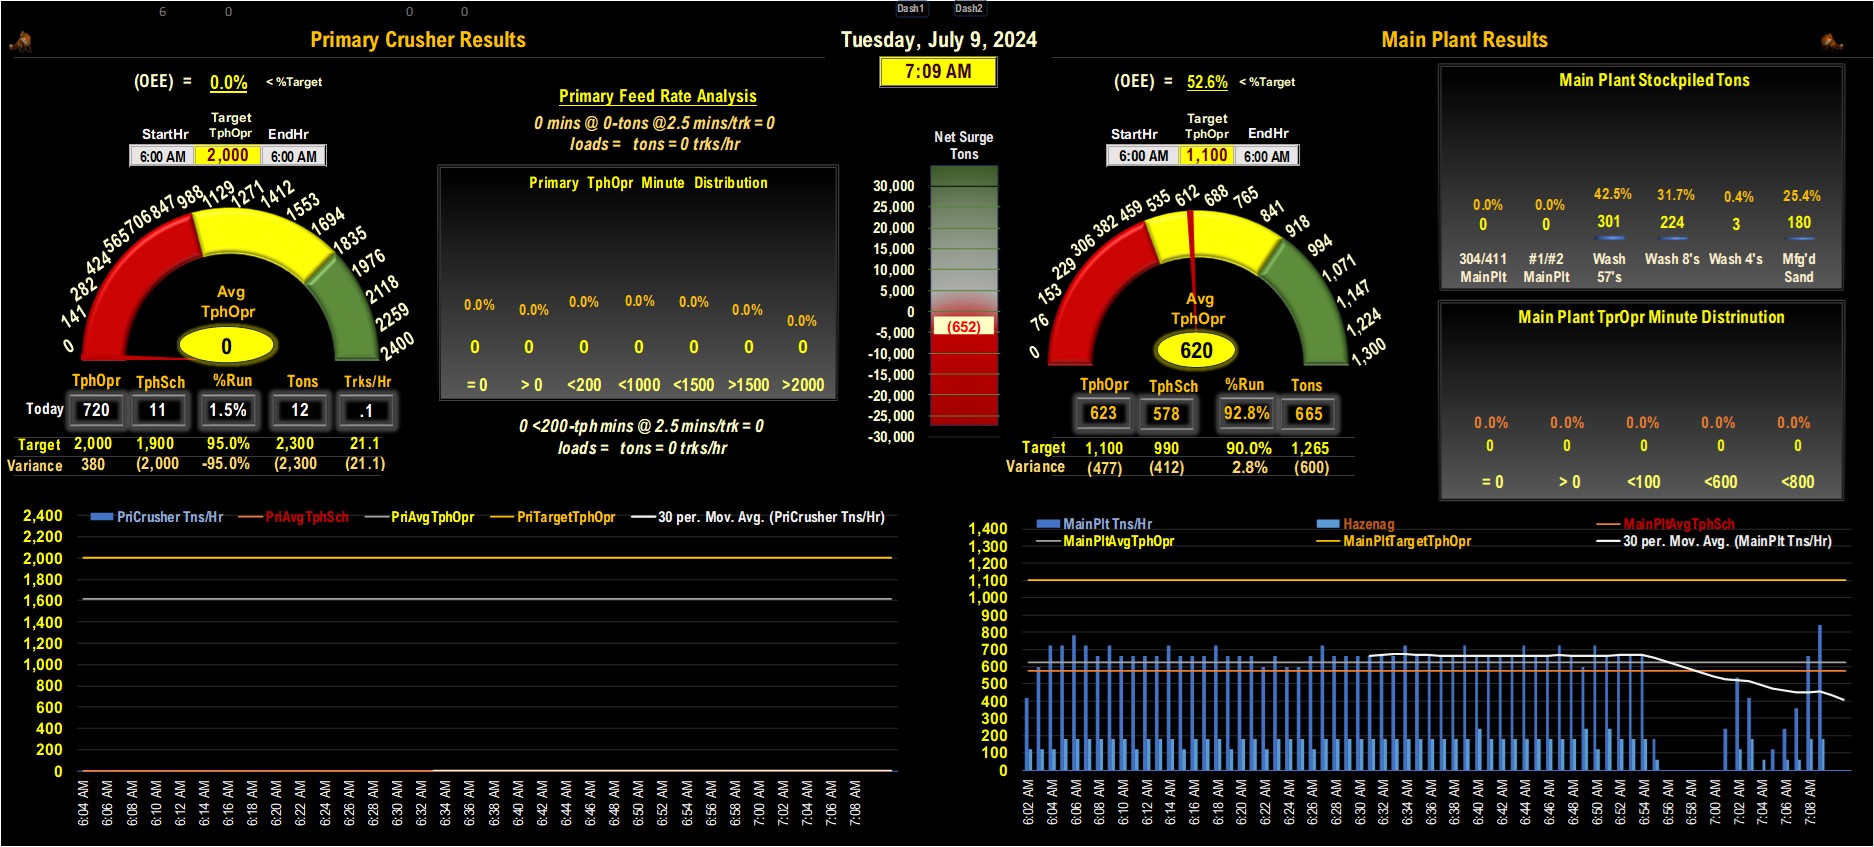 6 0 0 0 Dash1 Dash2
Primary Crusher Results
Tuesday, July 9, 2024
Main Plant Results
7:09 AM
(OEE) = 0.0% < %Target
Target
StartHr TphOpr EndHr
6:00 AM 2,000 6:00 AM
0 141 282 424 565 706 847 988 1129 1271 1412 1553 1694 1835 1976 2118 2259 2400
Avg
TphOpr
0
TphOpr TphSch %Run Tons Trks/Hr
Today 720 11 1.5% 12 .1
Target 2,000 1,900 95.0% 2,300 21.1
Variance 380 (2,000 -95.0% (2,300 (21.1)
Primary Feed Rate Analysis
0 mins @ 0-tons @2.5 mins/trk = 0
loads = tons = 0 trks/hr
Primary TphOpr Minute Distribution
0.0% 0.0% 0.0% 0.0% 0.0% 0.0% 0.0%
0 0 0 0 0 0 0
= 0 > 0 <200 <1000 <1500 >1500 >2000
0 <200-tph mins @ 2.5 mins/trk = 0
loads = tons = 0 trks/hr
Net Surge
Tons
30,000
25,000
20,000
15,000
10,000
5,000
0
(652)
-5,000
-10,000
-15,000
-20,000
-25,000
-30,000
(OEE) = 52.6% < %Target
Target
StartHr TphOpr EndHr
6:00 AM 1,100 6:00 AM
0 76 153 229 306 382 459 535 612 688 765 841 918 994 1,071 1,147 1,224 1,300
Avg
TphOpr
620
TphOpr TphSch %Run Tons
623 578 92.8% 665
Target 1,100 990 90.0% 1,265
Variance (477) (412) 2.8% (600)
Main Plant Stockpiled Tons
0.0% 0.0% 42.5% 31.7% 0.4% 25.4%
0 0 301 224 3 180
304/411 #1/#2 Wash Wash 8's Wash 4's Mfg'd
MainPlt MainPlt 57's Sand
Main Plant TprOpr Minute Distrinution
0.0% 0.0% 0.0% 0.0% 0.0%
0 0 0 0 0
= 0 > 0 <100 <600 <800
PriCrusher Tns/Hr PriAvgTphSch PriAvgTphOpr PriTargetTphOpr 30 per. Mov. Avg. (PriCrusher Tns/Hr)
2,400
2,200
2,000
1,800
1,600
1,400
1,200
1,000
800
600
400
200
0
6:04 AM 6:06 AM 6:08 AM 6:10 AM 6:12 AM 6:14 AM 6:16 AM 6:18 AM 6:20 AM 6:22 AM 6:24 AM 6:26 AM 6:28 AM 6:30 AM 6:32 AM 6:34 AM 6:36 AM 6:38 AM 6:40 AM 6:42 AM 6:44 AM 6:46 AM 6:48 AM 6:50 AM 6:52 AM 6:54 AM 6:56 AM 6:58 AM 7:00 AM 7:02 AM 7:04 AM 7:06 AM 7:08 AM
MainPlt Tns/Hr Hazenag MainPltAvgTphSch
MainPltAvgTphOpr MainPltTargetTphOpr 30 per. Mov. Avg. (MainPlt Tns/Hr)
1,400
1,300
1,200
1,100
1,000
900
800
700
600
500
400
300
200
100
0
6:02 AM 6:04 AM 6:06 AM 6:08 AM 6:10 AM 6:12 AM 6:14 AM 6:16 AM 6:18 AM 6:20 AM 6:22 AM 6:24 AM 6:26 AM 6:28 AM 6:30 AM 6:32 AM 6:34 AM 6:36 AM 6:38 AM 6:40 AM 6:42 AM 6:44 AM 6:46 AM 6:48 AM 6:50 AM 6:52 AM 6:54 AM 6:56 AM 6:58 AM 7:00 AM 7:02 AM 7:04 AM 7:06 AM 7:08 AM